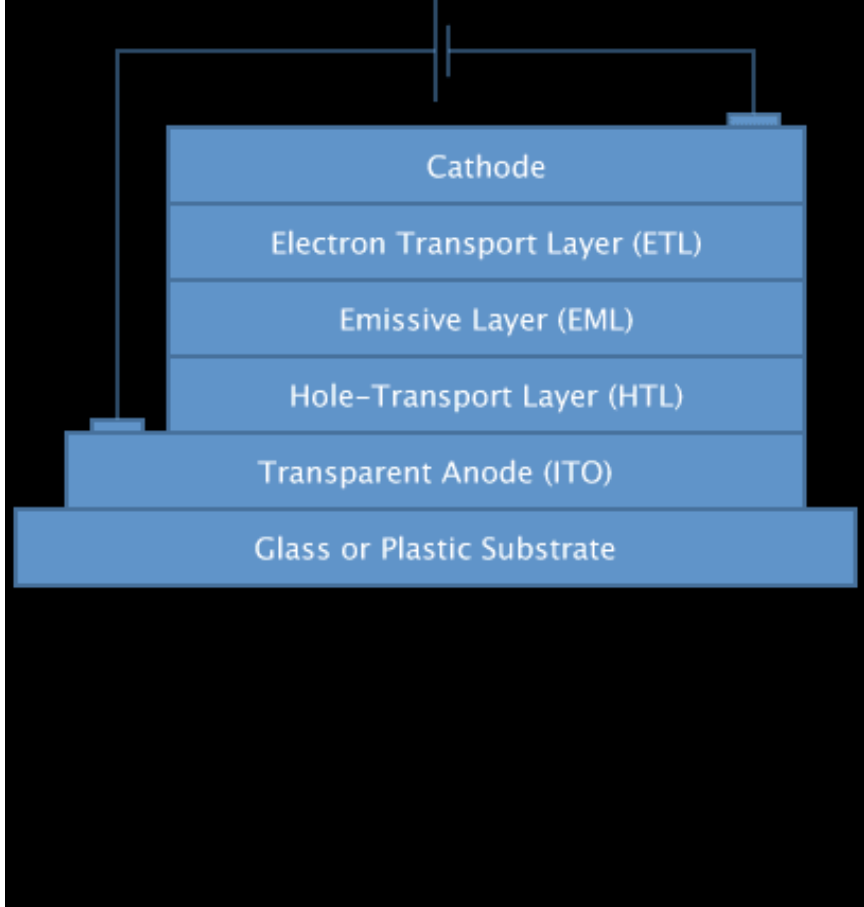 Cathode
Electron Transport Layer (ETL)
Emissive Layer (EML)
Hole-Transport Layer (HTL)
Transparent Anode (ITO)
Glass or Plastic Substrate